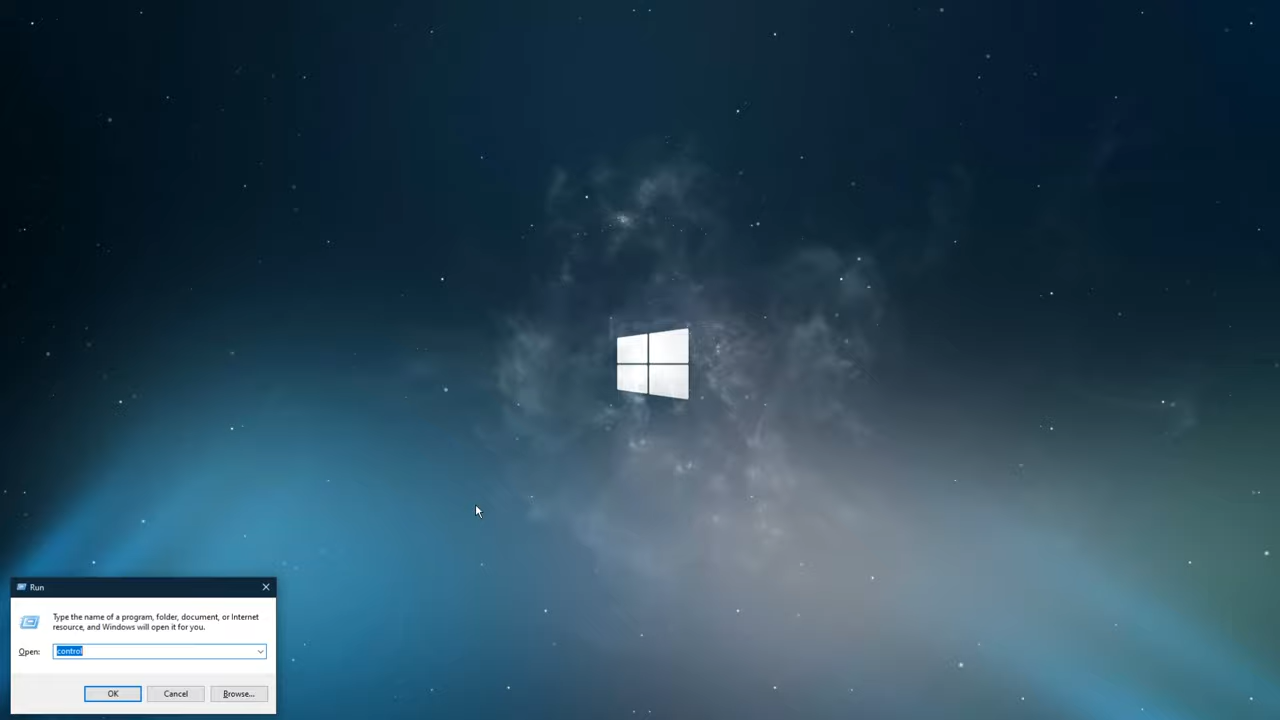 Run
Type the name of a program, folder, document, or Internet
resource, and Windows will open it for you.
Open: control
OK Cancel Browse...